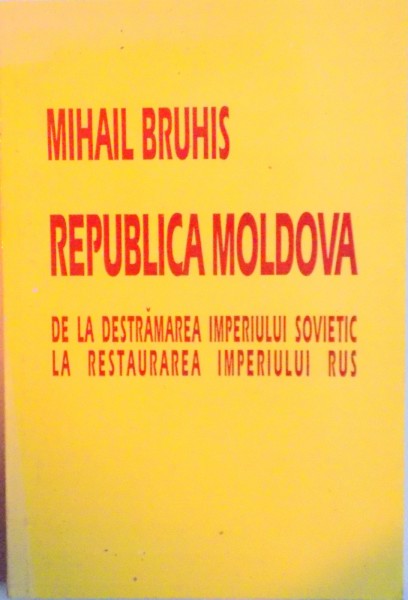 MIHAIL BRUHIS
REPUBLICA MOLDOVA
DE LA DESTRĂMAREA IMPERIULUI SOVIETIC
LA RESTAURAREA IMPERIULUI RUS